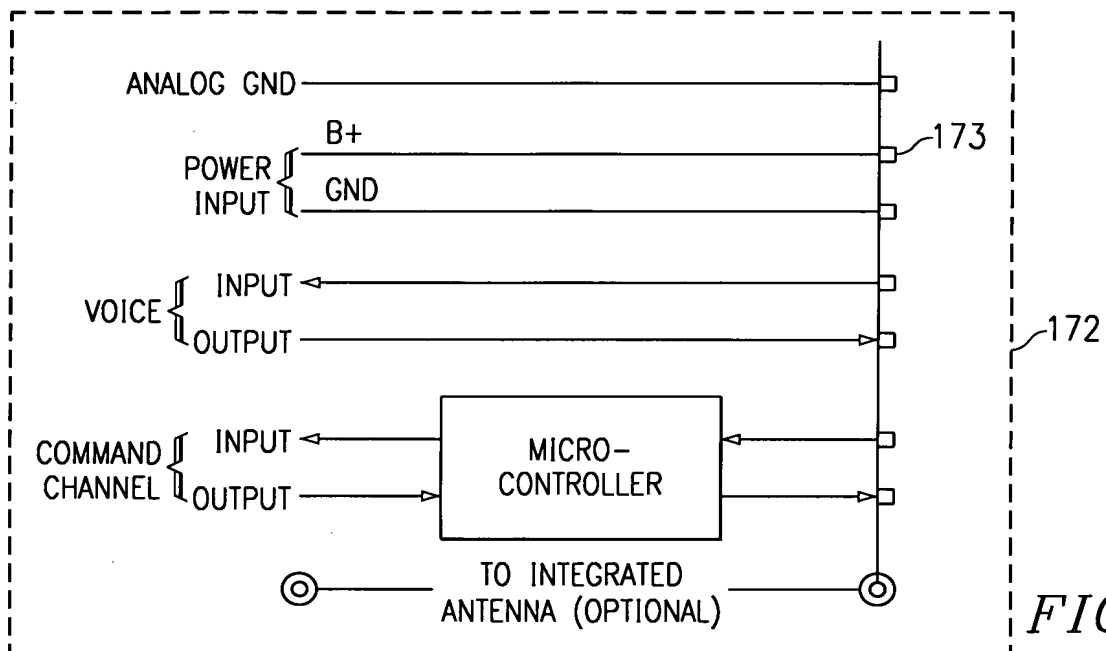 ANALOG GND
B+
173
POWER
INPUT
GND
INPUT
VOICE
OUTPUT
172
COMMAND
CHANNEL
INPUT
OUTPUT
MICRO-
CONTROLLER
TO INTEGRATED
ANTENNA (OPTIONAL)